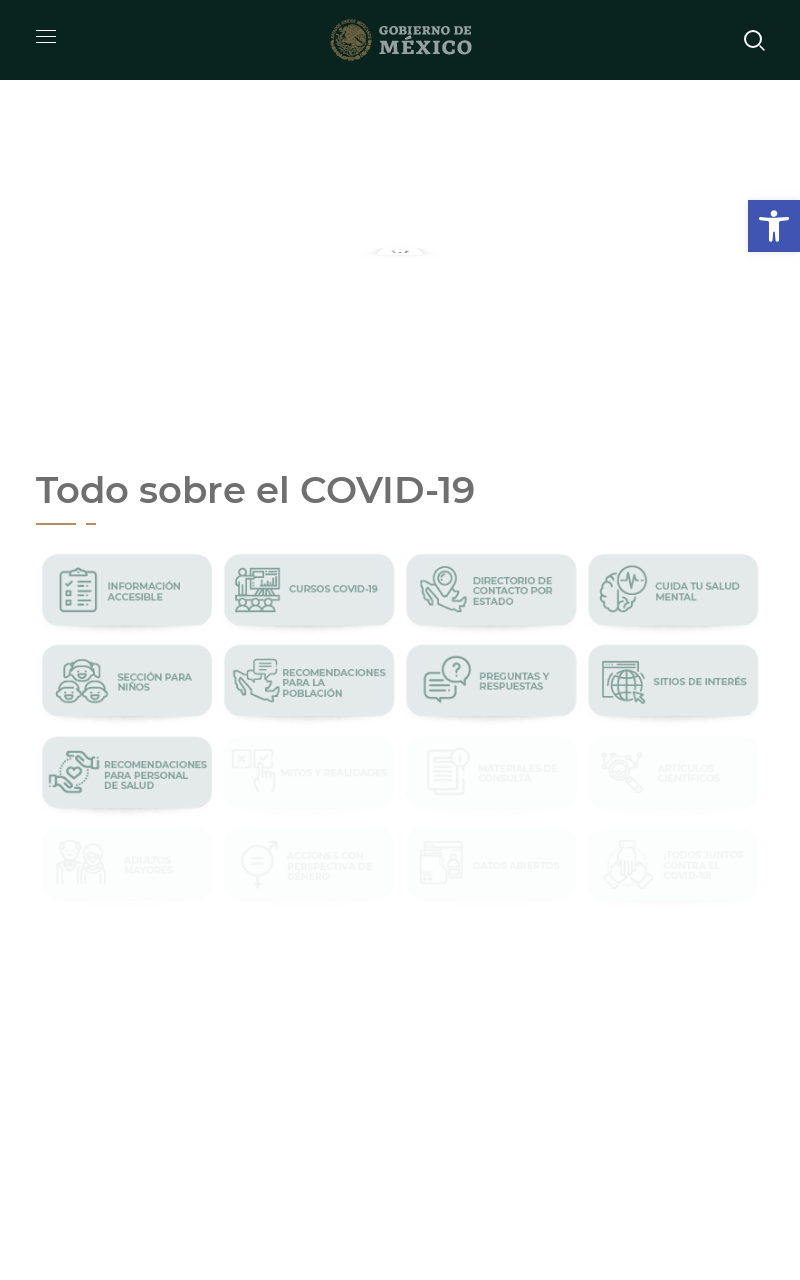 GOBIERNO DE
MÉXICO
Todo sobre el COVID-19
INFORMACIÓN
ACCESIBLE
CURSOS COVID-19
DIRECTORIO DE
CONTACTO POR
ESTADO
CUIDA TU SALUD
MENTAL
SECCIÓN PARA
NIÑOS
RECOMENDACIONES
PARA LA
POBLACIÓN
PREGUNTAS Y
RESPUESTAS
SITIOS DE INTERÉS
RECOMENDACIONES
PARA PERSONAL
DE SALUD
MITOS Y REALIDADES
MATERIALES DE
CONSULTA
ARTÍCULOS
CIENTÍFICOS
ADULTOS
MAYORES
ACCIONES CON
PERSPECTIVA DE
GÉNERO
DATOS ABIERTOS
¡TODOS JUNTOS
CONTRA EL
COVID-19!